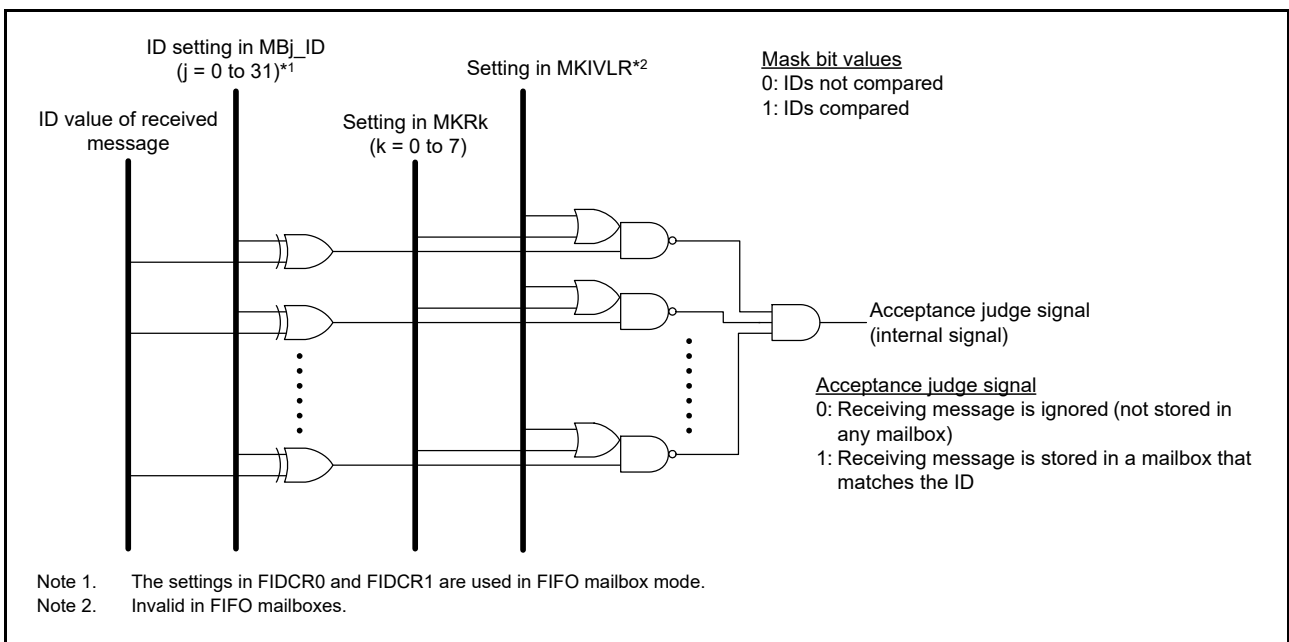 ID setting in MBj_ID
(j = 0 to 31)*1
Setting in MKIVLR*2
Mask bit values
0: IDs not compared
1: IDs compared
ID value of received
message
Setting in MKRk
(k = 0 to 7)
Acceptance judge signal
(internal signal)
Acceptance judge signal
0: Receiving message is ignored (not stored in
any mailbox)
1: Receiving message is stored in a mailbox that
matches the ID
Note 1. The settings in FIDCR0 and FIDCR1 are used in FIFO mailbox mode.
Note 2. Invalid in FIFO mailboxes.